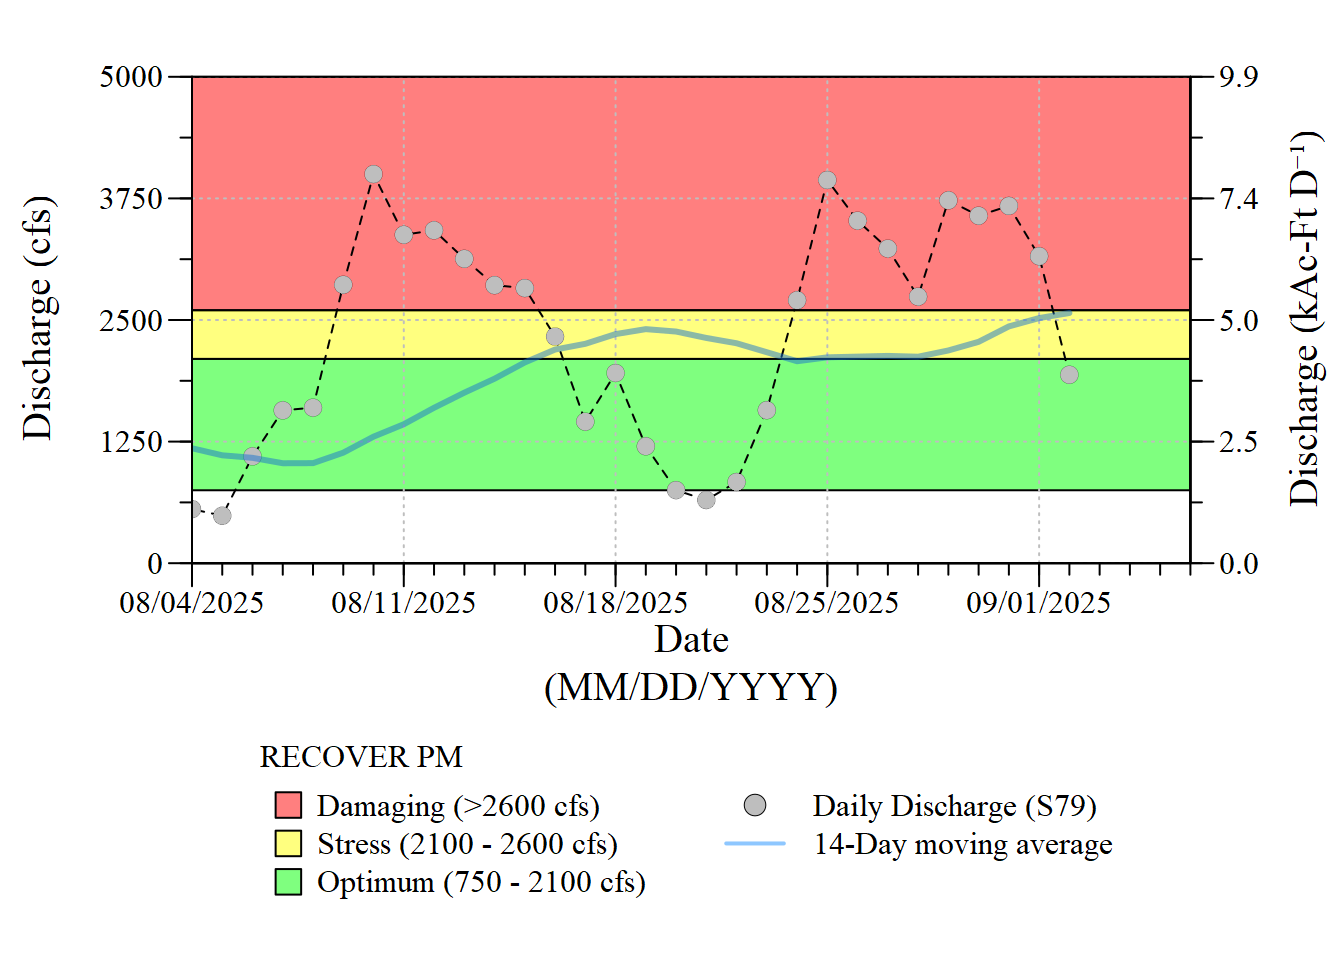 5000
3750
2500
1250
0
Discharge (cfs)
9.9
7.4
5.0
2.5
0.0
Discharge (kAc-Ft D⁻¹)
08/04/2025 08/11/2025 08/18/2025 08/25/2025 09/01/2025
Date
(MM/DD/YYYY)
RECOVER PM
Damaging (>2600 cfs)
Stress (2100 - 2600 cfs)
Optimum (750 - 2100 cfs)
Daily Discharge (S79)
14-Day moving average